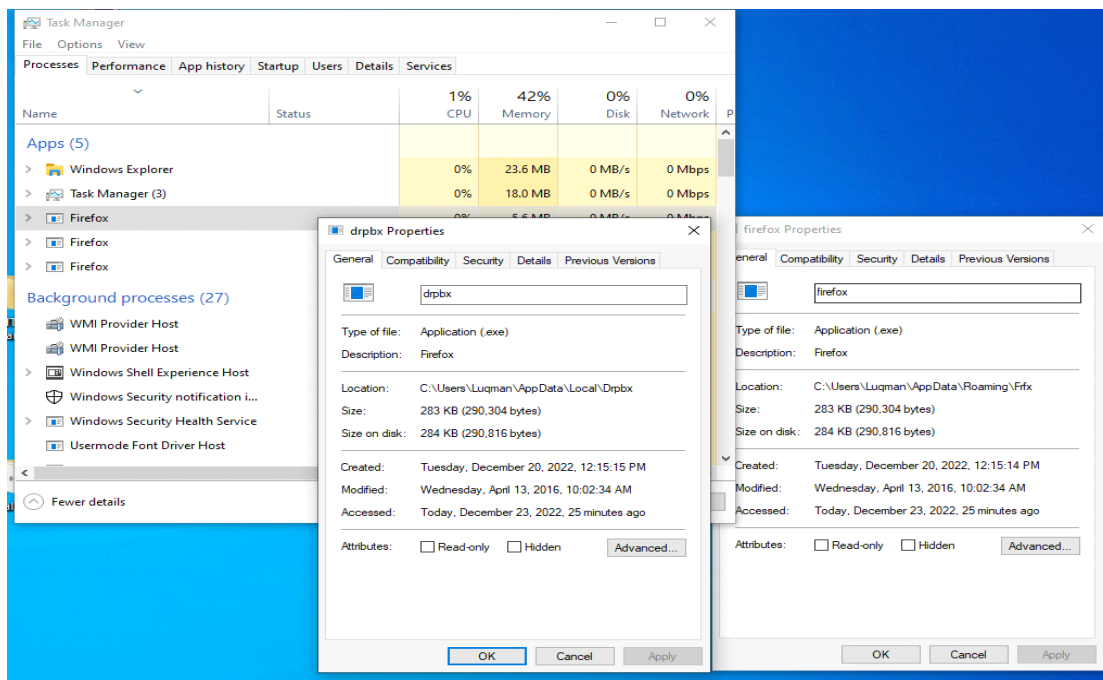 Task Manager
File Options View
Processes Performance App history Startup Users Details Services
1% 42% 0% 0%
Name Status CPU Memory Disk Network P
Apps (5)
Windows Explorer 0% 23.6 MB 0 MB/s 0 Mbps
Task Manager (3) 0% 18.0 MB 0 MB/s 0 Mbps
Firefox
Firefox
Firefox
Background processes (27)
WMI Provider Host
WMI Provider Host
Windows Shell Experience Host
Windows Security notification i...
Windows Security Health Service
Usermode Font Driver Host
Fewer details
drpbx Properties
General Compatibility Security Details Previous Versions
drpbx
Type of file: Application (.exe)
Description: Firefox
Location: C:\Users\Luqman\AppData\Local\Drpbx
Size: 283 KB (290,304 bytes)
Size on disk: 284 KB (290,816 bytes)
Created: Tuesday, December 20, 2022, 12:15:15 PM
Modified: Wednesday, April 13, 2016, 10:02:34 AM
Accessed: Today, December 23, 2022, 25 minutes ago
Attributes: Read-only Hidden Advanced...
OK Cancel Apply
firefox Properties
eneral Compatibility Security Details Previous Versions
firefox
Type of file: Application (.exe)
Description: Firefox
Location: C:\Users\Luqman\AppData\Roaming\Frfx
Size: 283 KB (290,304 bytes)
Size on disk: 284 KB (290,816 bytes)
Created: Tuesday, December 20, 2022, 12:15:14 PM
Modified: Wednesday, April 13, 2016, 10:02:34 AM
Accessed: Today, December 23, 2022, 25 minutes ago
Attributes: Read-only Hidden Advanced...
OK Cancel Apply